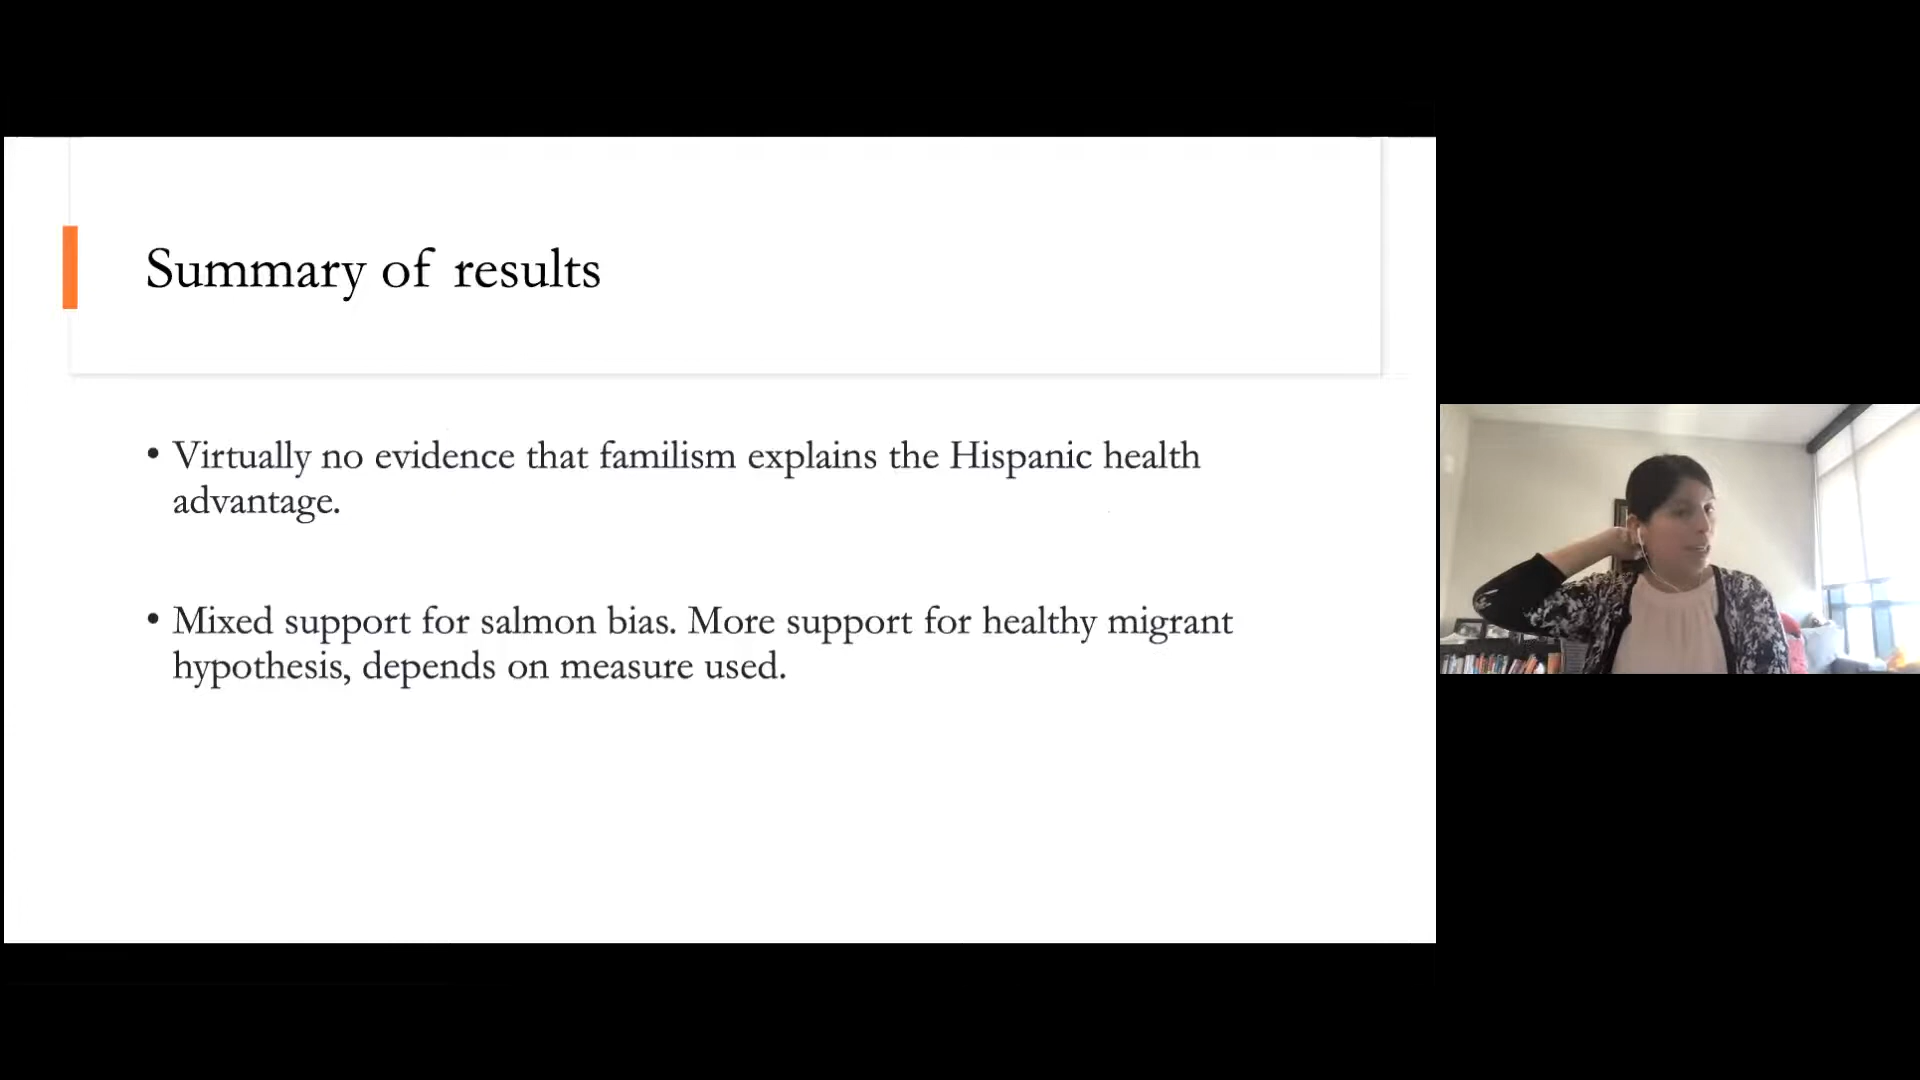 Summary of results
• Virtually no evidence that familism explains the Hispanic health
advantage.
• Mixed support for salmon bias. More support for healthy migrant
hypothesis, depends on measure used.